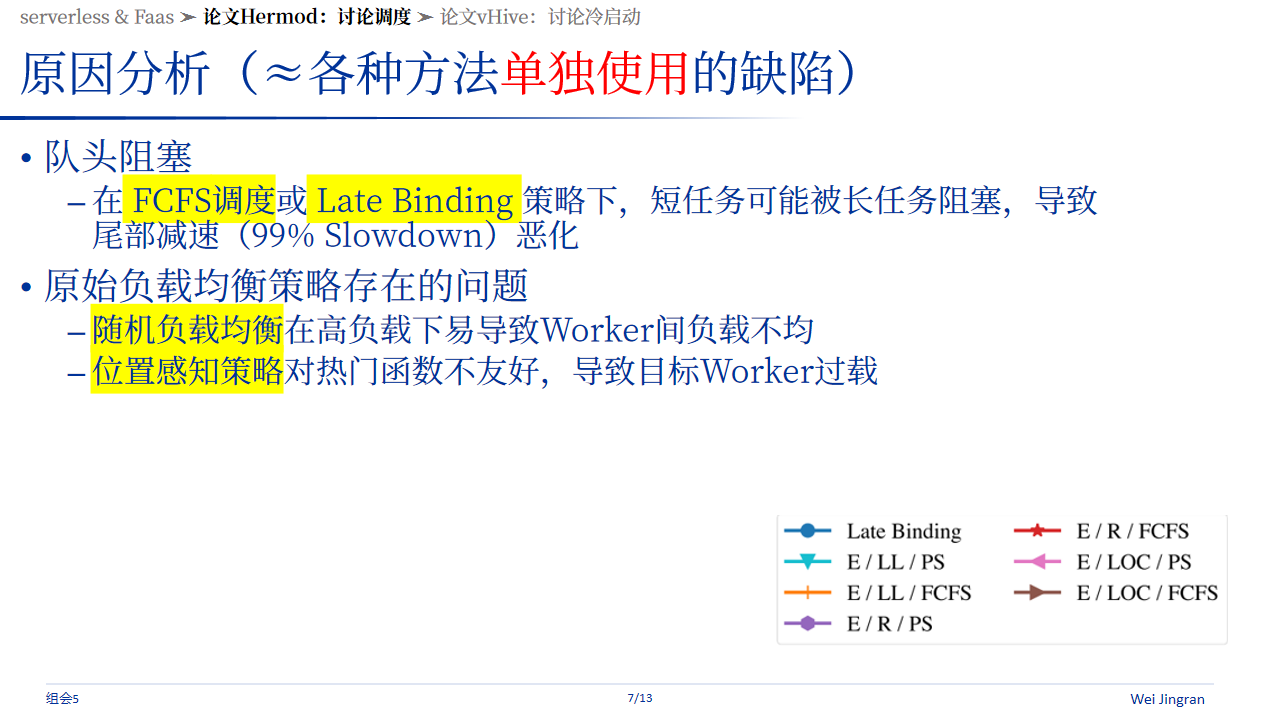 serverless & Faas ➢ 论文Hermod：讨论调度 ➢ 论文vHive：讨论冷启动
原因分析（≈各种方法单独使用的缺陷）
• 队头阻塞
– 在 FCFS调度或 Late Binding 策略下，短任务可能被长任务阻塞，导致
尾部减速（99% Slowdown）恶化
• 原始负载均衡策略存在的问题
– 随机负载均衡在高负载下易导致Worker间负载不均
– 位置感知策略对热门函数不友好，导致目标Worker过载
Late Binding
E / LL / PS
E / LL / FCFS
E / R / PS
E / R / FCFS
E / LOC / PS
E / LOC / FCFS
组会5
7/13
Wei Jingran